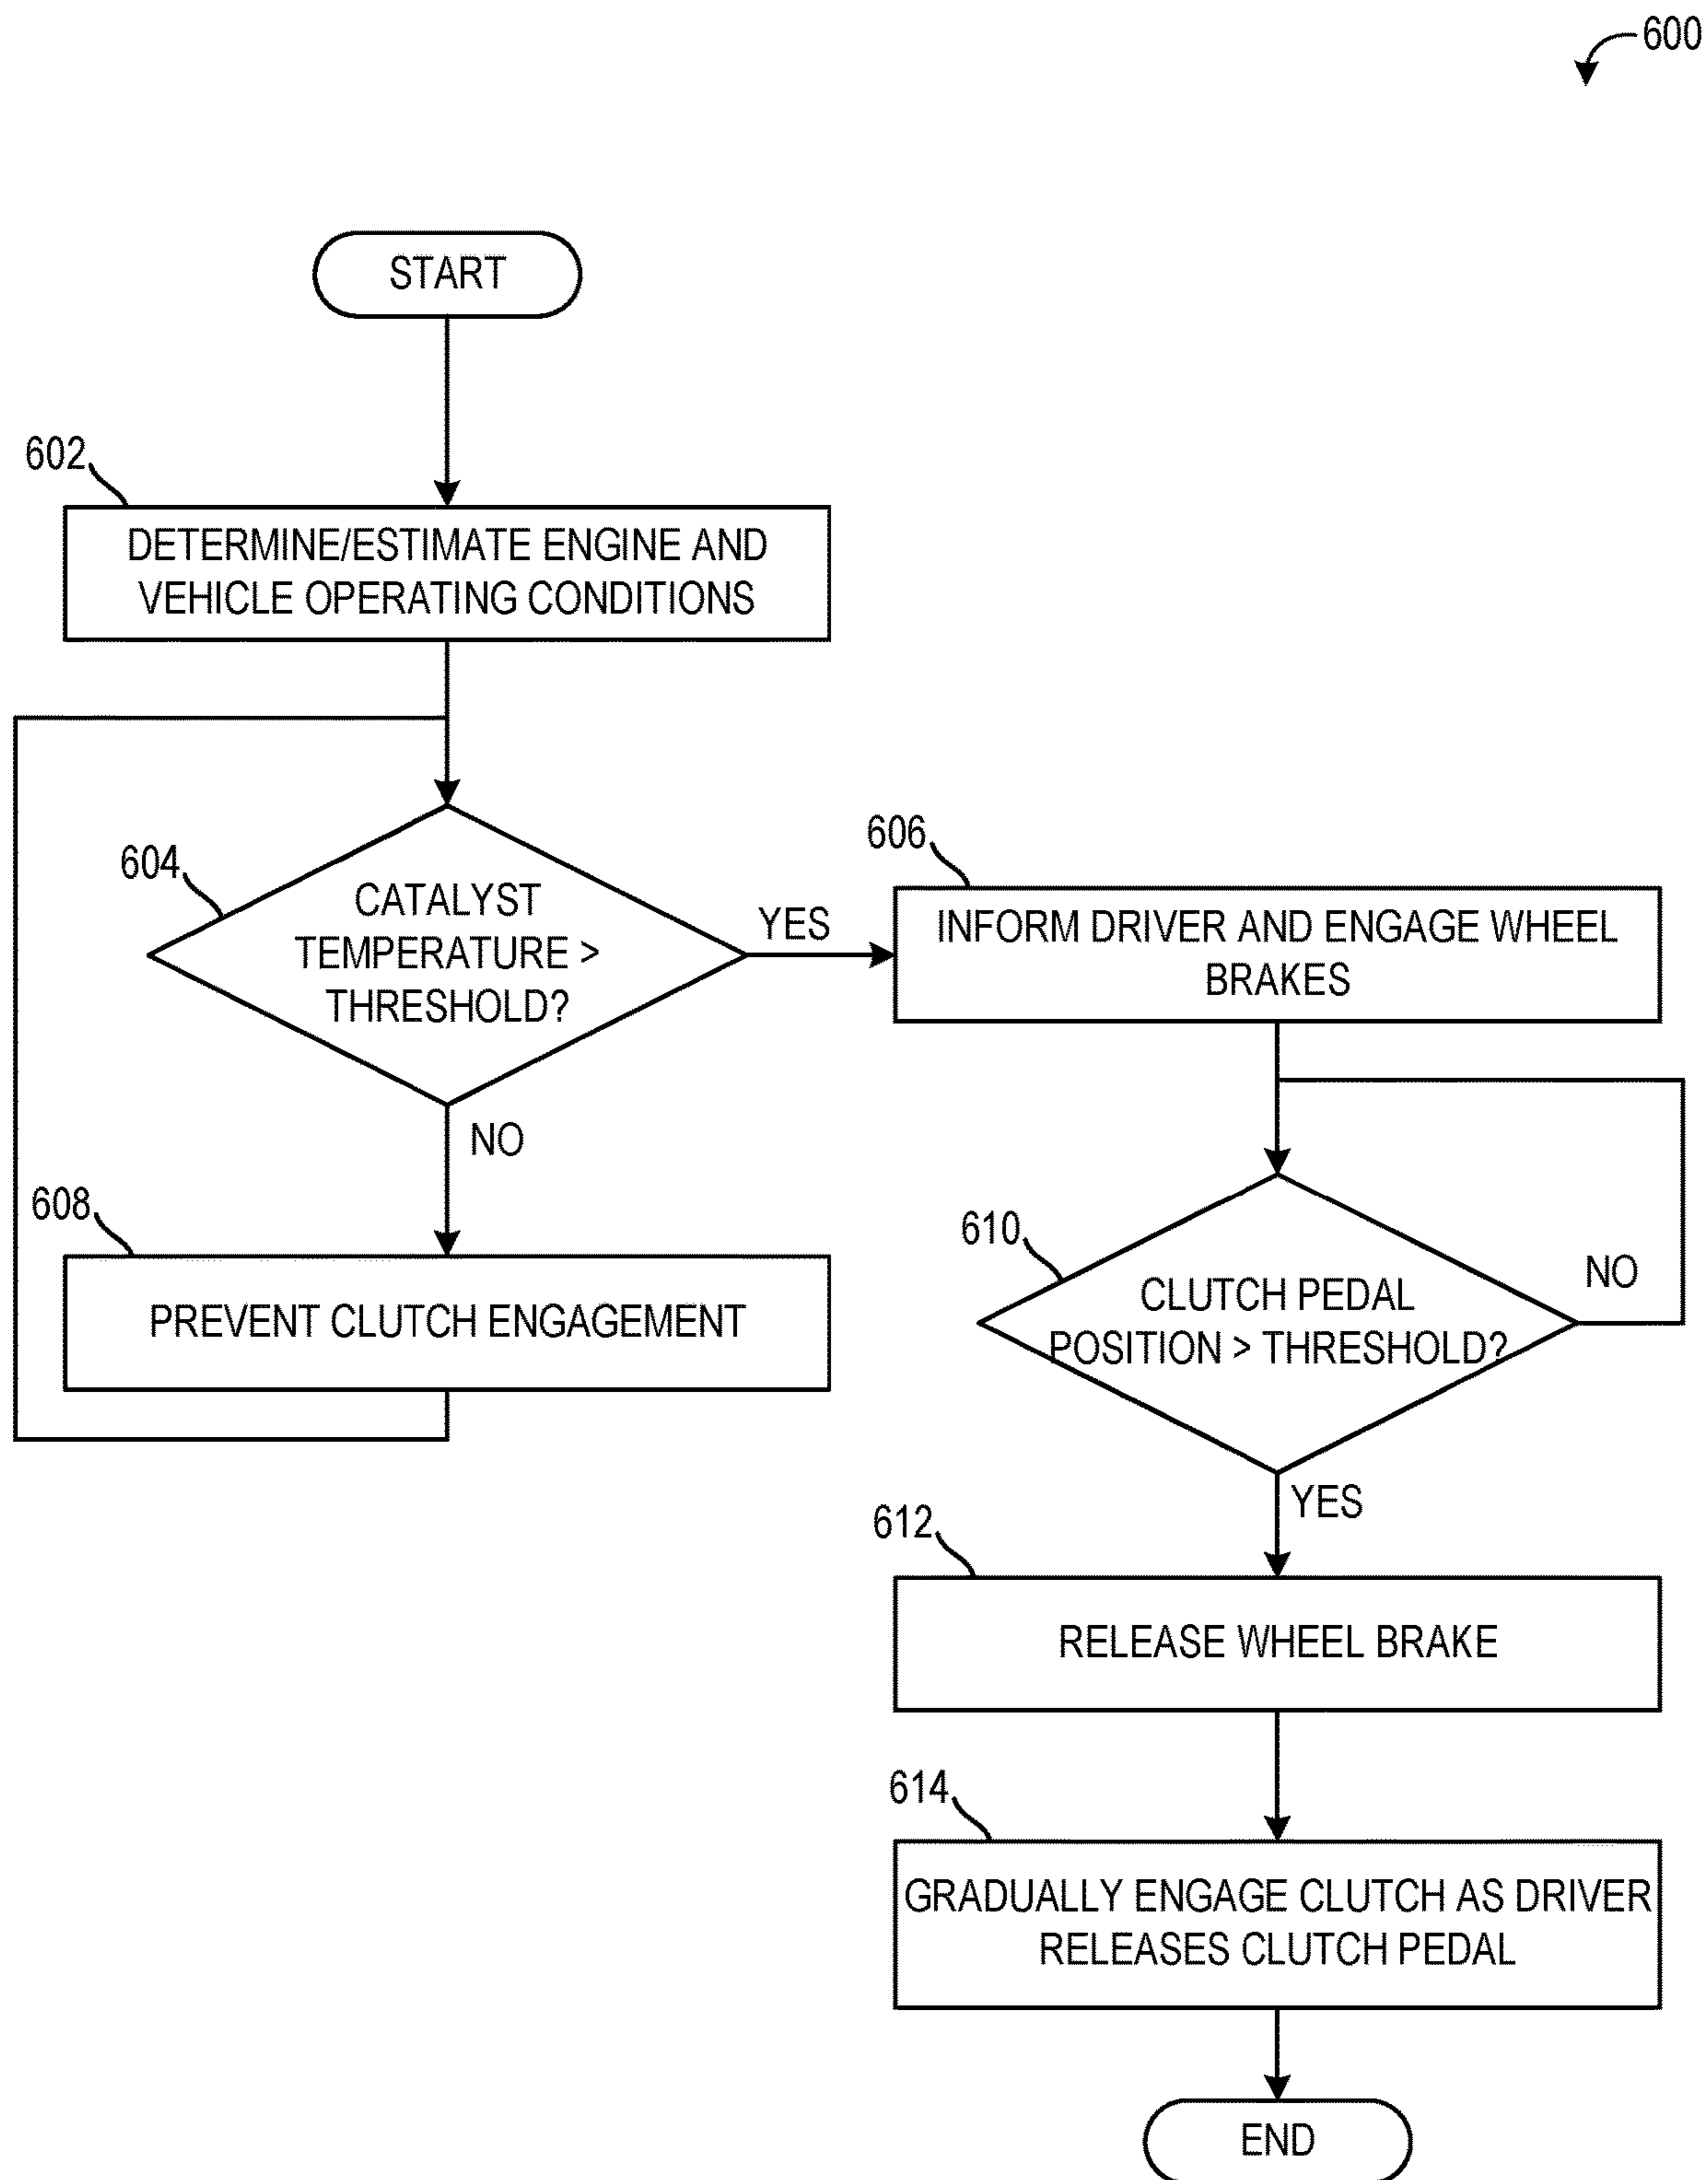 600
START
602
DETERMINE/ESTIMATE ENGINE AND
VEHICLE OPERATING CONDITIONS
604
CATALYST
TEMPERATURE >
THRESHOLD?
YES
606
INFORM DRIVER AND ENGAGE WHEEL
BRAKES
NO
608
PREVENT CLUTCH ENGAGEMENT
610
CLUTCH PEDAL
POSITION > THRESHOLD?
NO
YES
612
RELEASE WHEEL BRAKE
614
GRADUALLY ENGAGE CLUTCH AS DRIVER
RELEASES CLUTCH PEDAL
END